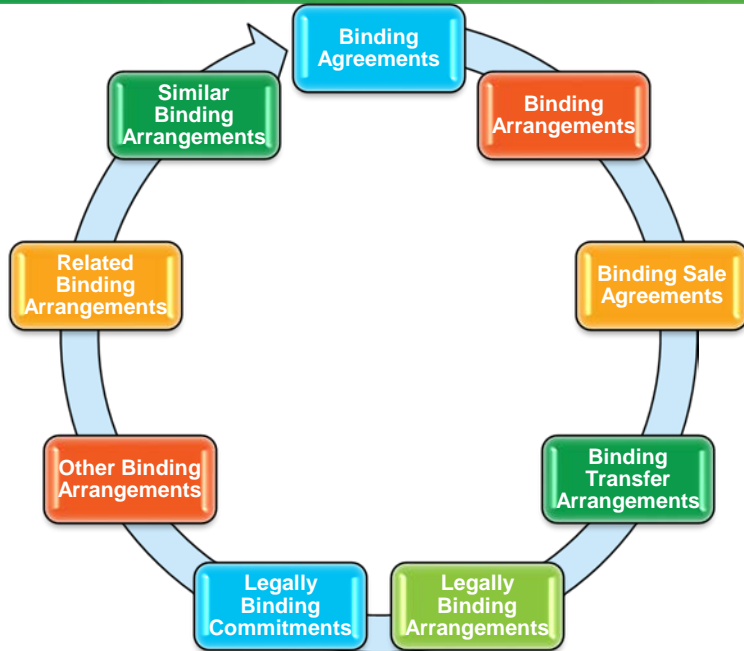 Binding
Agreements
Binding
Arrangements
Binding Sale
Agreements
Binding
Transfer
Arrangements
Legally
Binding
Arrangements
Legally
Binding
Commitments
Other Binding
Arrangements
Related
Binding
Arrangements
Similar
Binding
Arrangements